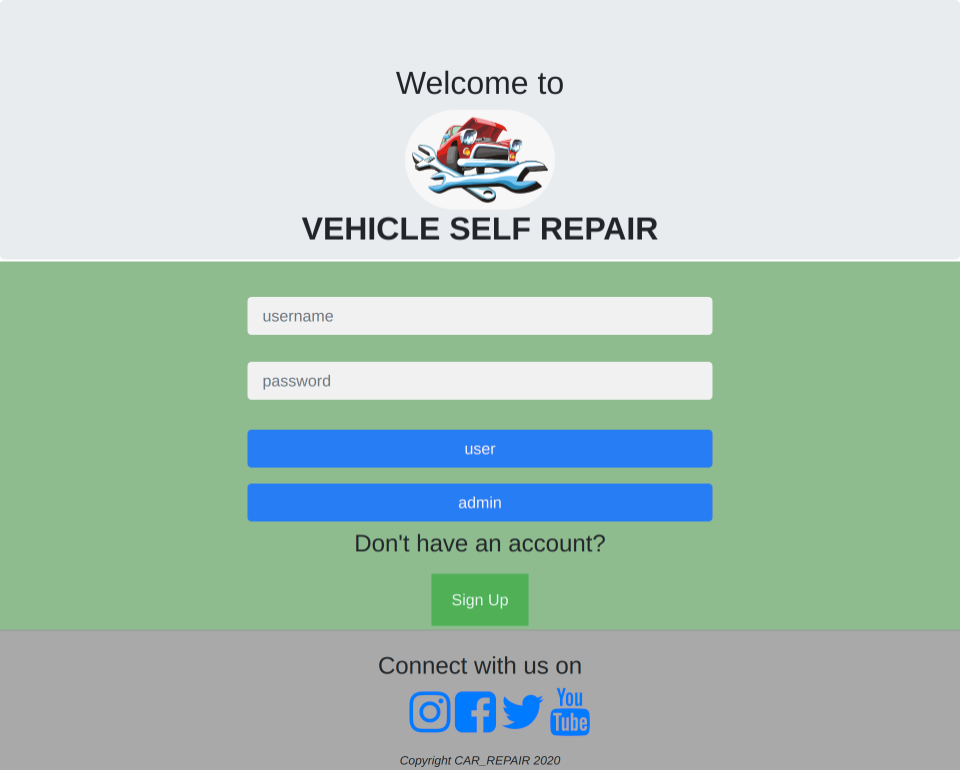 Welcome to
VEHICLE SELF REPAIR
username
password
user
admin
Don't have an account?
Sign Up
Connect with us on
You
Tube
Copyright CAR_REPAIR 2020